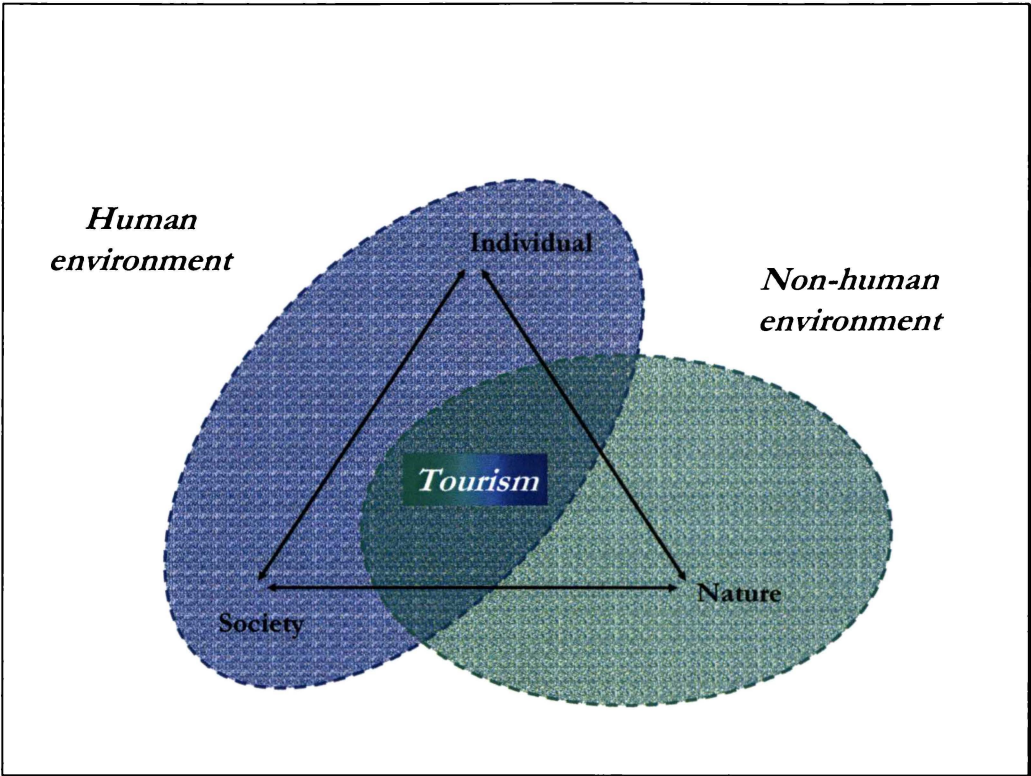 Human
environment
Individual
Non-human
environment
Tourism
Nature
Society